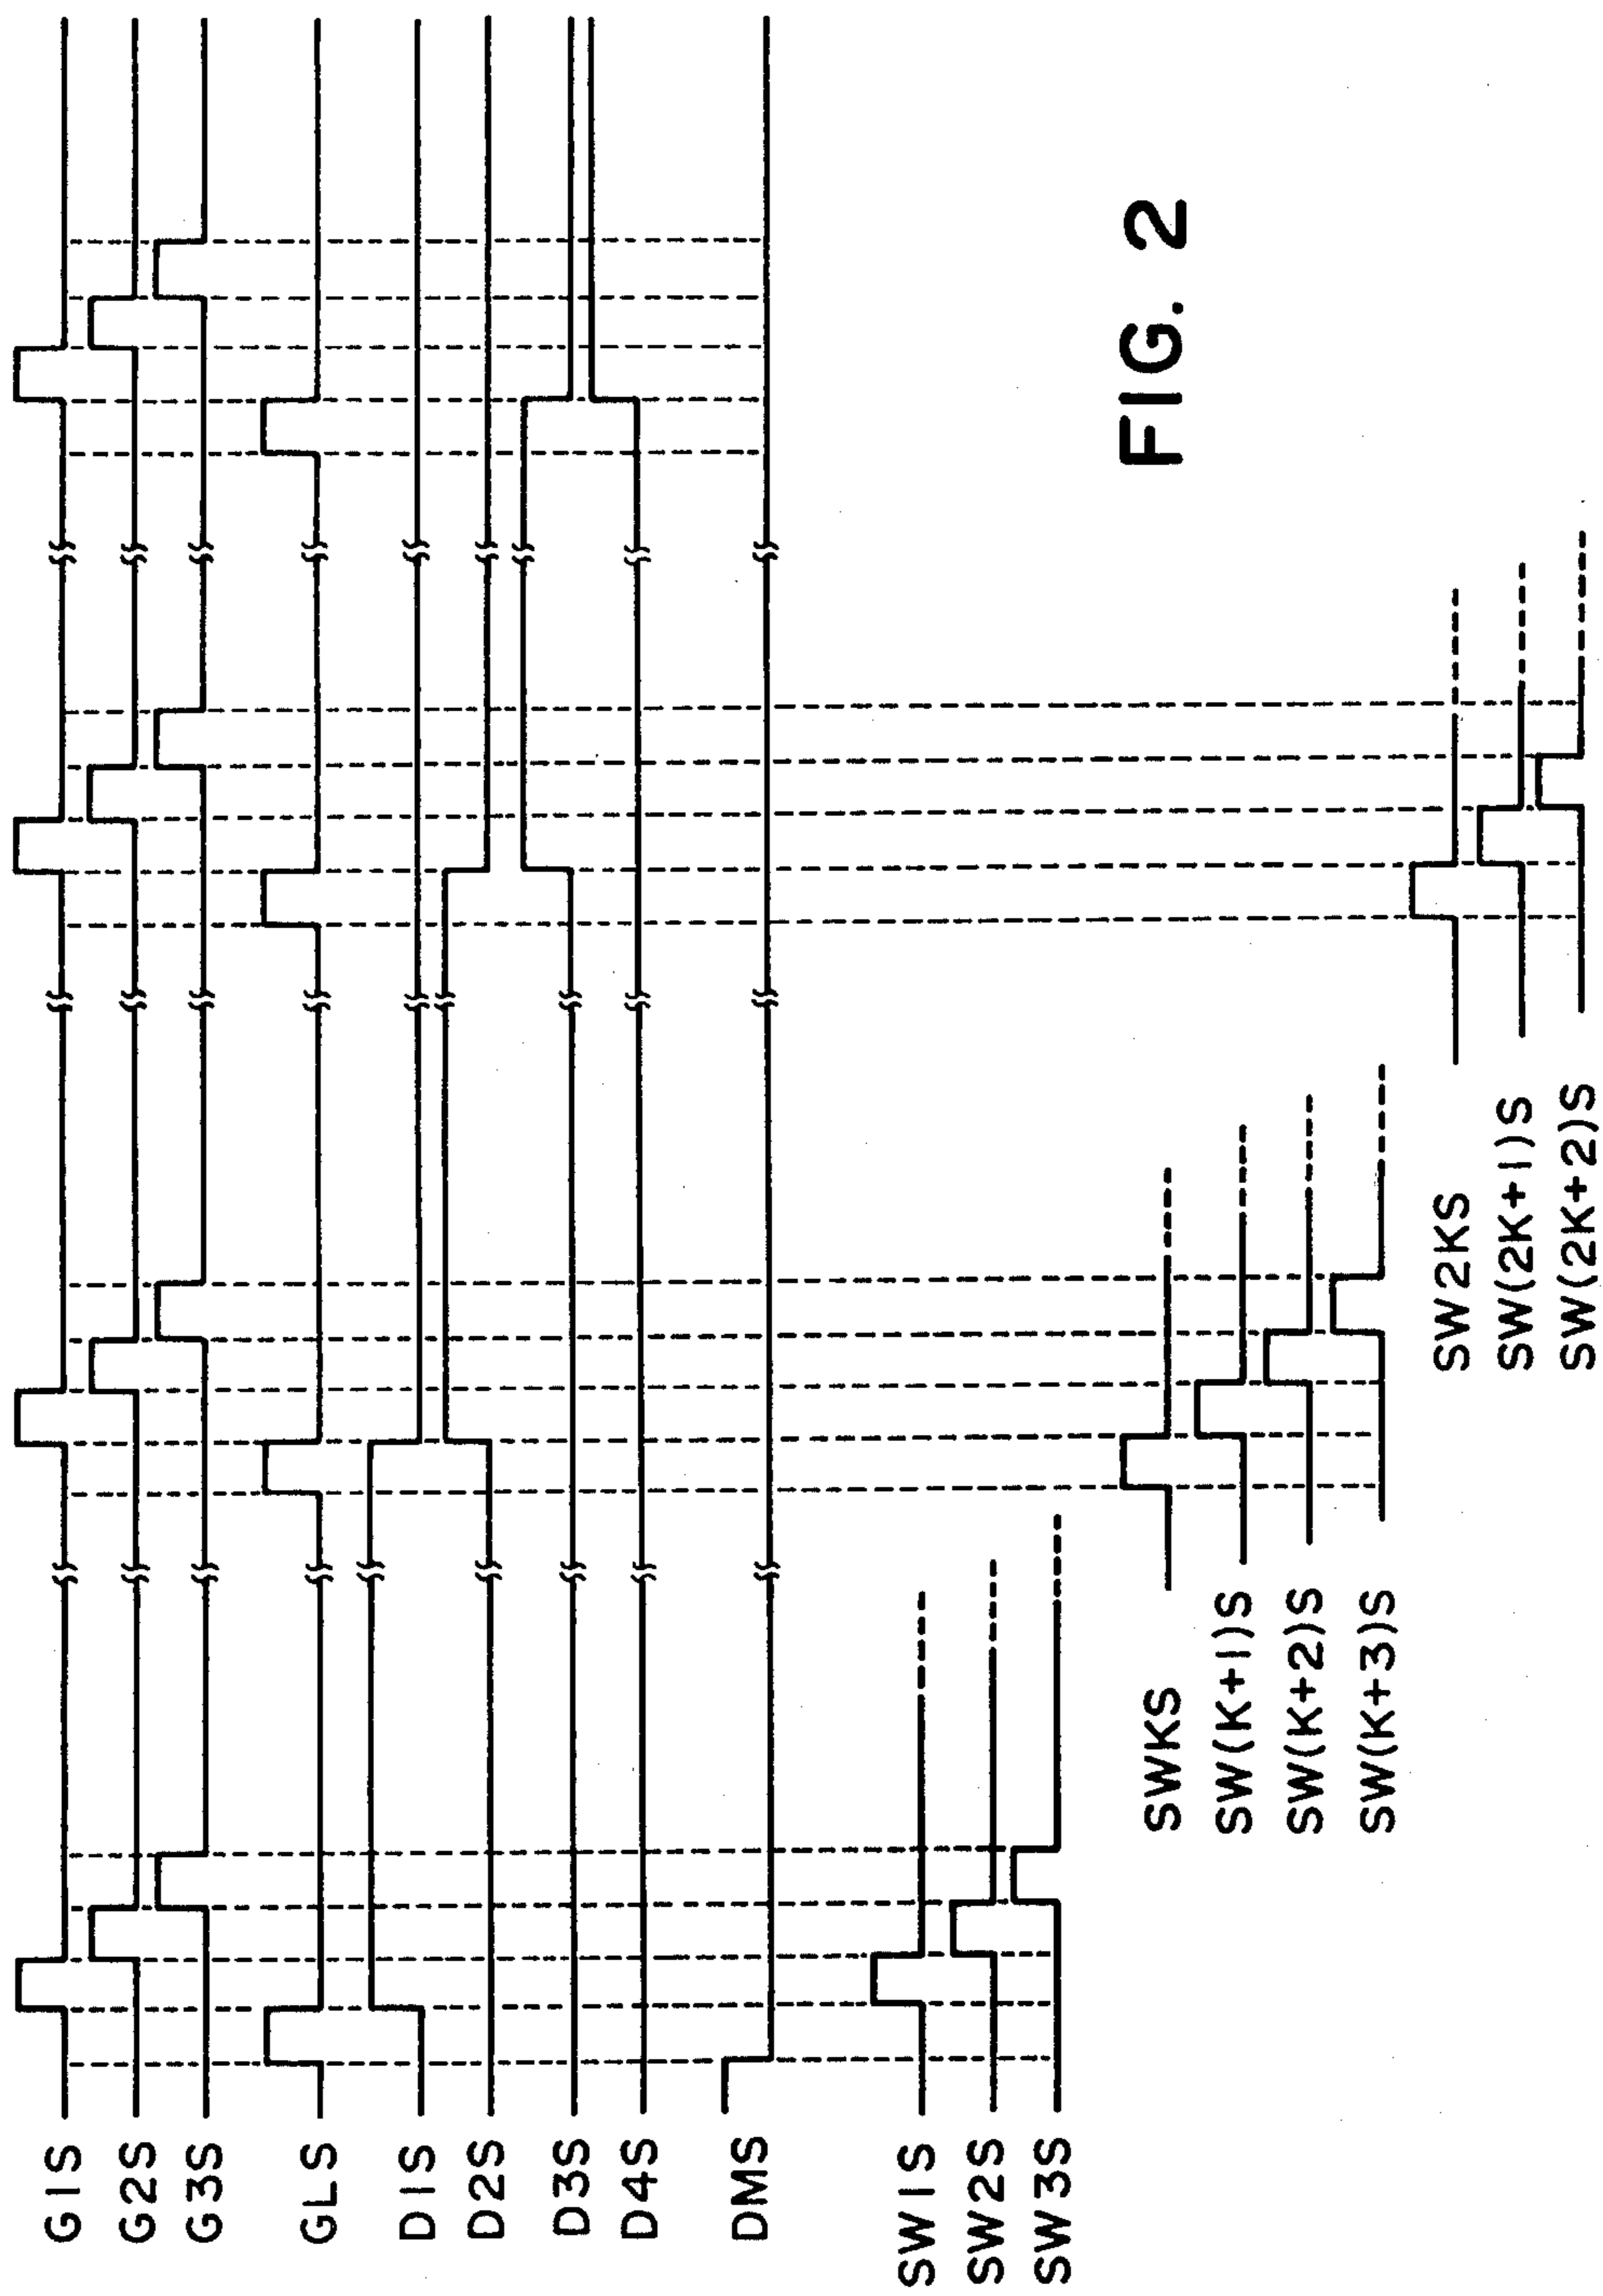 G1S
G2S
G3S
GLS
D1S
D2S
D3S
D4S
DMS
SW1S
SW2S
SW3S
SWKS
SW(K+1)S
SW(K+2)S
SW(K+3)S
SW2KS
SW(2K+1)S
SW(2K+2)S
FIG. 2